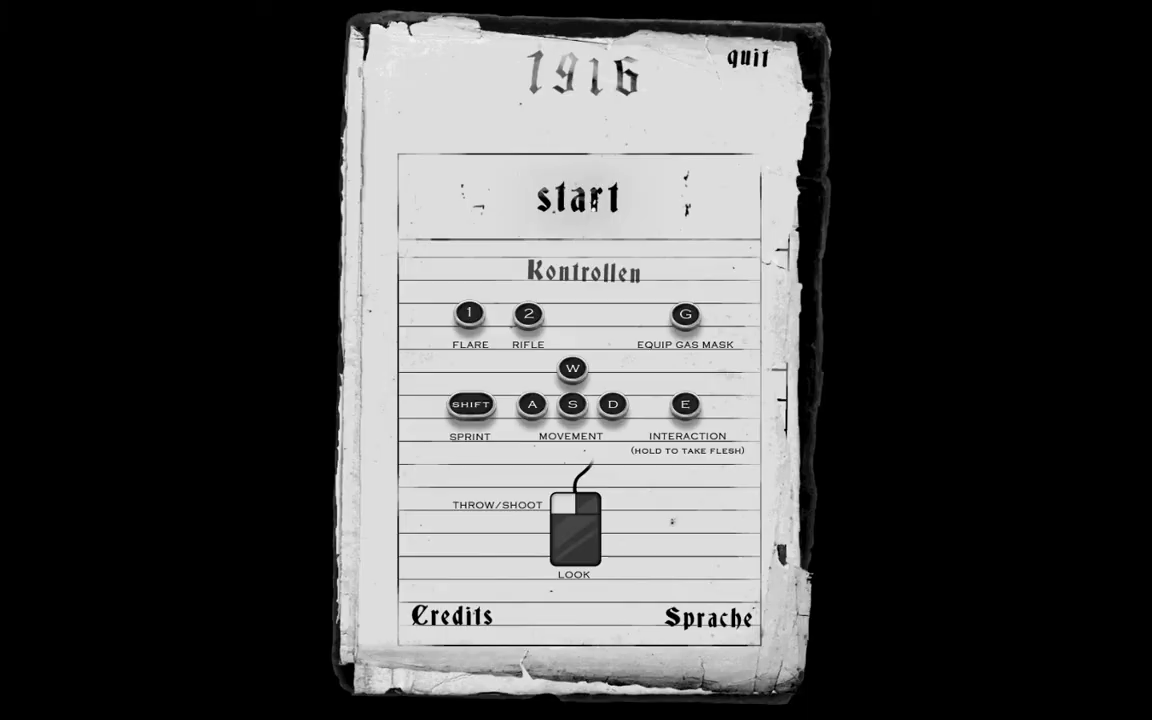 1916
quit
start
Kontrollen
1 2 G
FLARE RIFLE EQUIP GAS MASK
W
SHIFT A S D E
SPRINT MOVEMENT INTERACTION
(HOLD TO TAKE FLESH)
THROW/SHOOT
LOOK
Credits Sprache